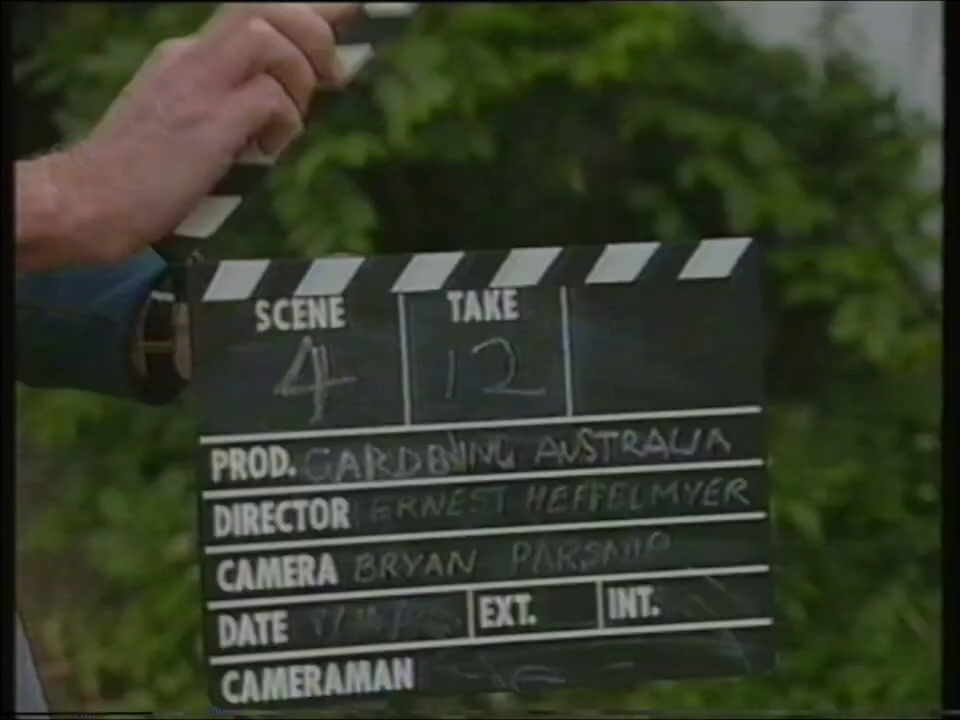 SCENE TAKE
4 12
PROD. GARDENING AUSTRALIA
DIRECTOR ERNEST HEFFELMYER
CAMERA BRYAN PARSNIP
DATE EXT. INT.
CAMERAMAN